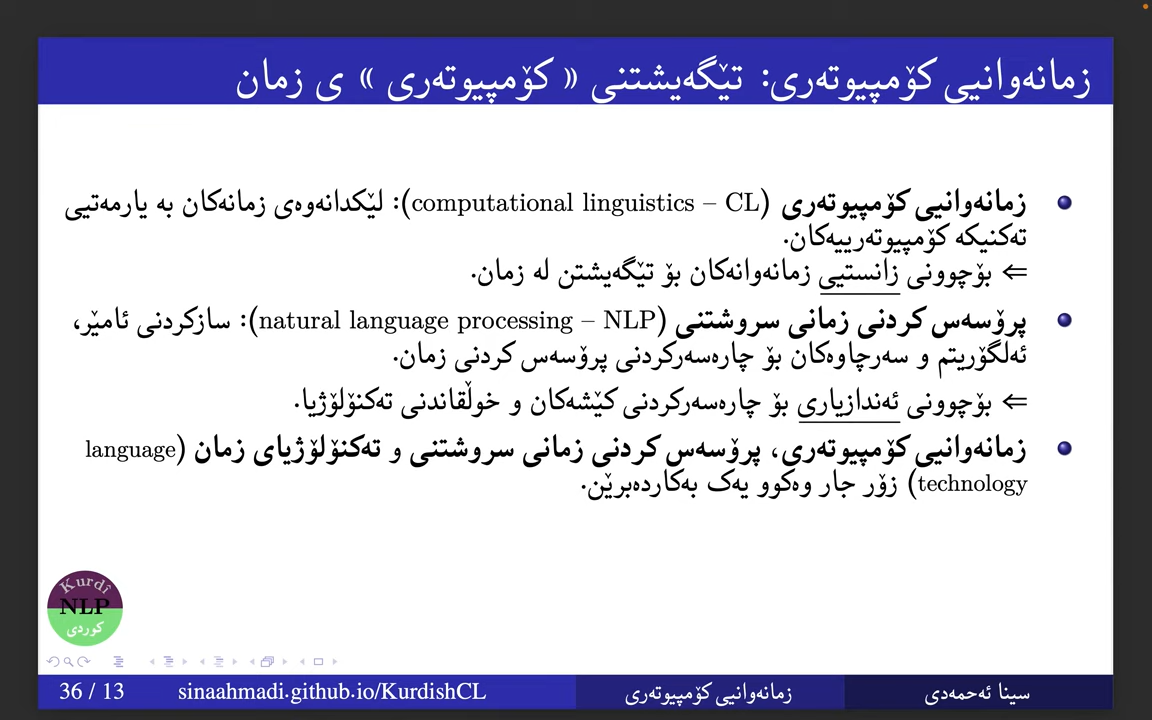 زمانەوانیی کۆمپیوتەری: تێگەیشتنی « کۆمپیوتەری » ی زمان
زمانەوانیی کۆمپیوتەری (computational linguistics – CL): لێکدانەوەی زمانەکان بە یارمەتیی
تەکنیکە کۆمپیوتەرییەکان.
⇐ بۆچوونی زانستیی زمانەوانەکان بۆ تێگەیشتن لە زمان.
پرۆسەس کردنی زمانی سروشتنی (natural language processing – NLP): سازکردنی ئامێر،
ئەلگۆریتم و سەرچاوەکان بۆ چارەسەرکردنی پرۆسەس کردنی زمان.
⇐ بۆچوونی ئەندازیاری بۆ چارەسەرکردنی کێشەکان و خوڵقاندنی تەکنۆلۆژیا.
زمانەوانیی کۆمپیوتەری، پرۆسەس کردنی زمانی سروشتنی و تەکنۆلۆژیای زمان (language
technology) زۆر جار وەکوو یەک بەکاردەبرێن.
Kurdî
NLP
کوردی
سینا ئەحمەدی
زمانەوانیی کۆمپیوتەری
sinaahmadi.github.io/KurdishCL
36 / 13